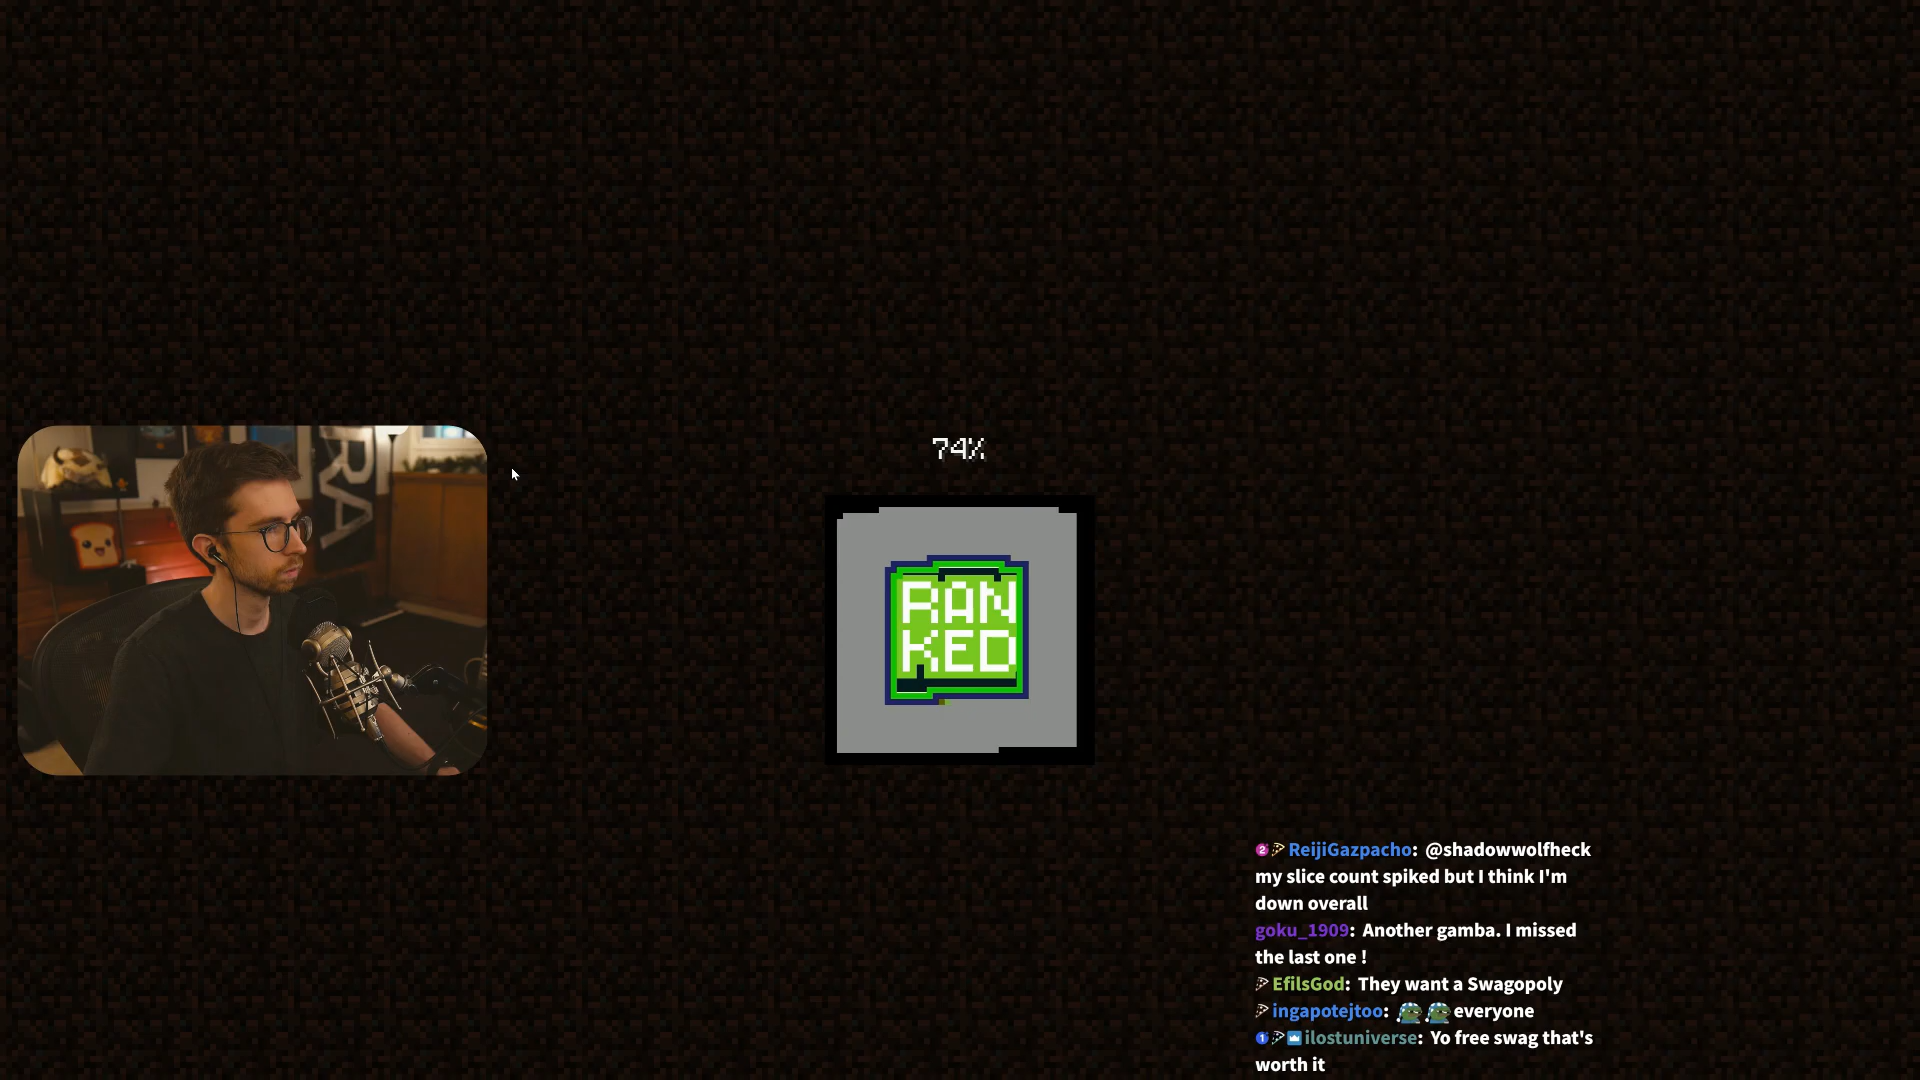 RA
74%
RAN
KED
ReijiGazpacho: @shadowwolfheck
my slice count spiked but I think I'm
down overall
goku_1909: Another gamba. I missed
the last one !
EfilsGod: They want a Swagopoly
ingapotejtoo: everyone
ilostuniverse: Yo free swag that's
worth it